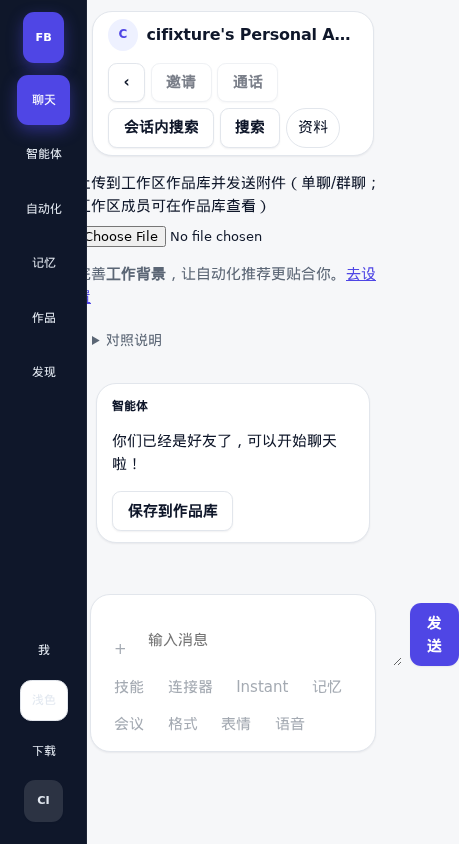 FB
聊天
智能体
自动化
记忆
作品
发现
我
浅色
下载
CI
C cifixture's Personal A...
‹ 邀请 通话
会话内搜索 搜索 资料
上传到工作区作品库并发送附件（单聊/群聊；
工作区成员可在作品库查看）
Choose File No file chosen
完善工作背景，让自动化推荐更贴合你。去设
置
▶ 对照说明
智能体
你们已经是好友了，可以开始聊天
啦！
保存到作品库
+ 输入消息
发
送
技能 连接器 Instant 记忆
会议 格式 表情 语音